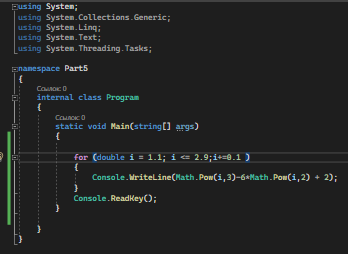 using System;
using System.Collections.Generic;
using System.Linq;
using System.Text;
using System.Threading.Tasks;
namespace Part5
{
Ссылок: 0
internal class Program
{
Ссылок: 0
static void Main(string[] args)
{
for (double i = 1.1; i <= 2.9;i+=0.1 )
{
Console.WriteLine(Math.Pow(i,3)-6*Math.Pow(i,2) + 2);
}
Console.ReadKey();
}
}
}